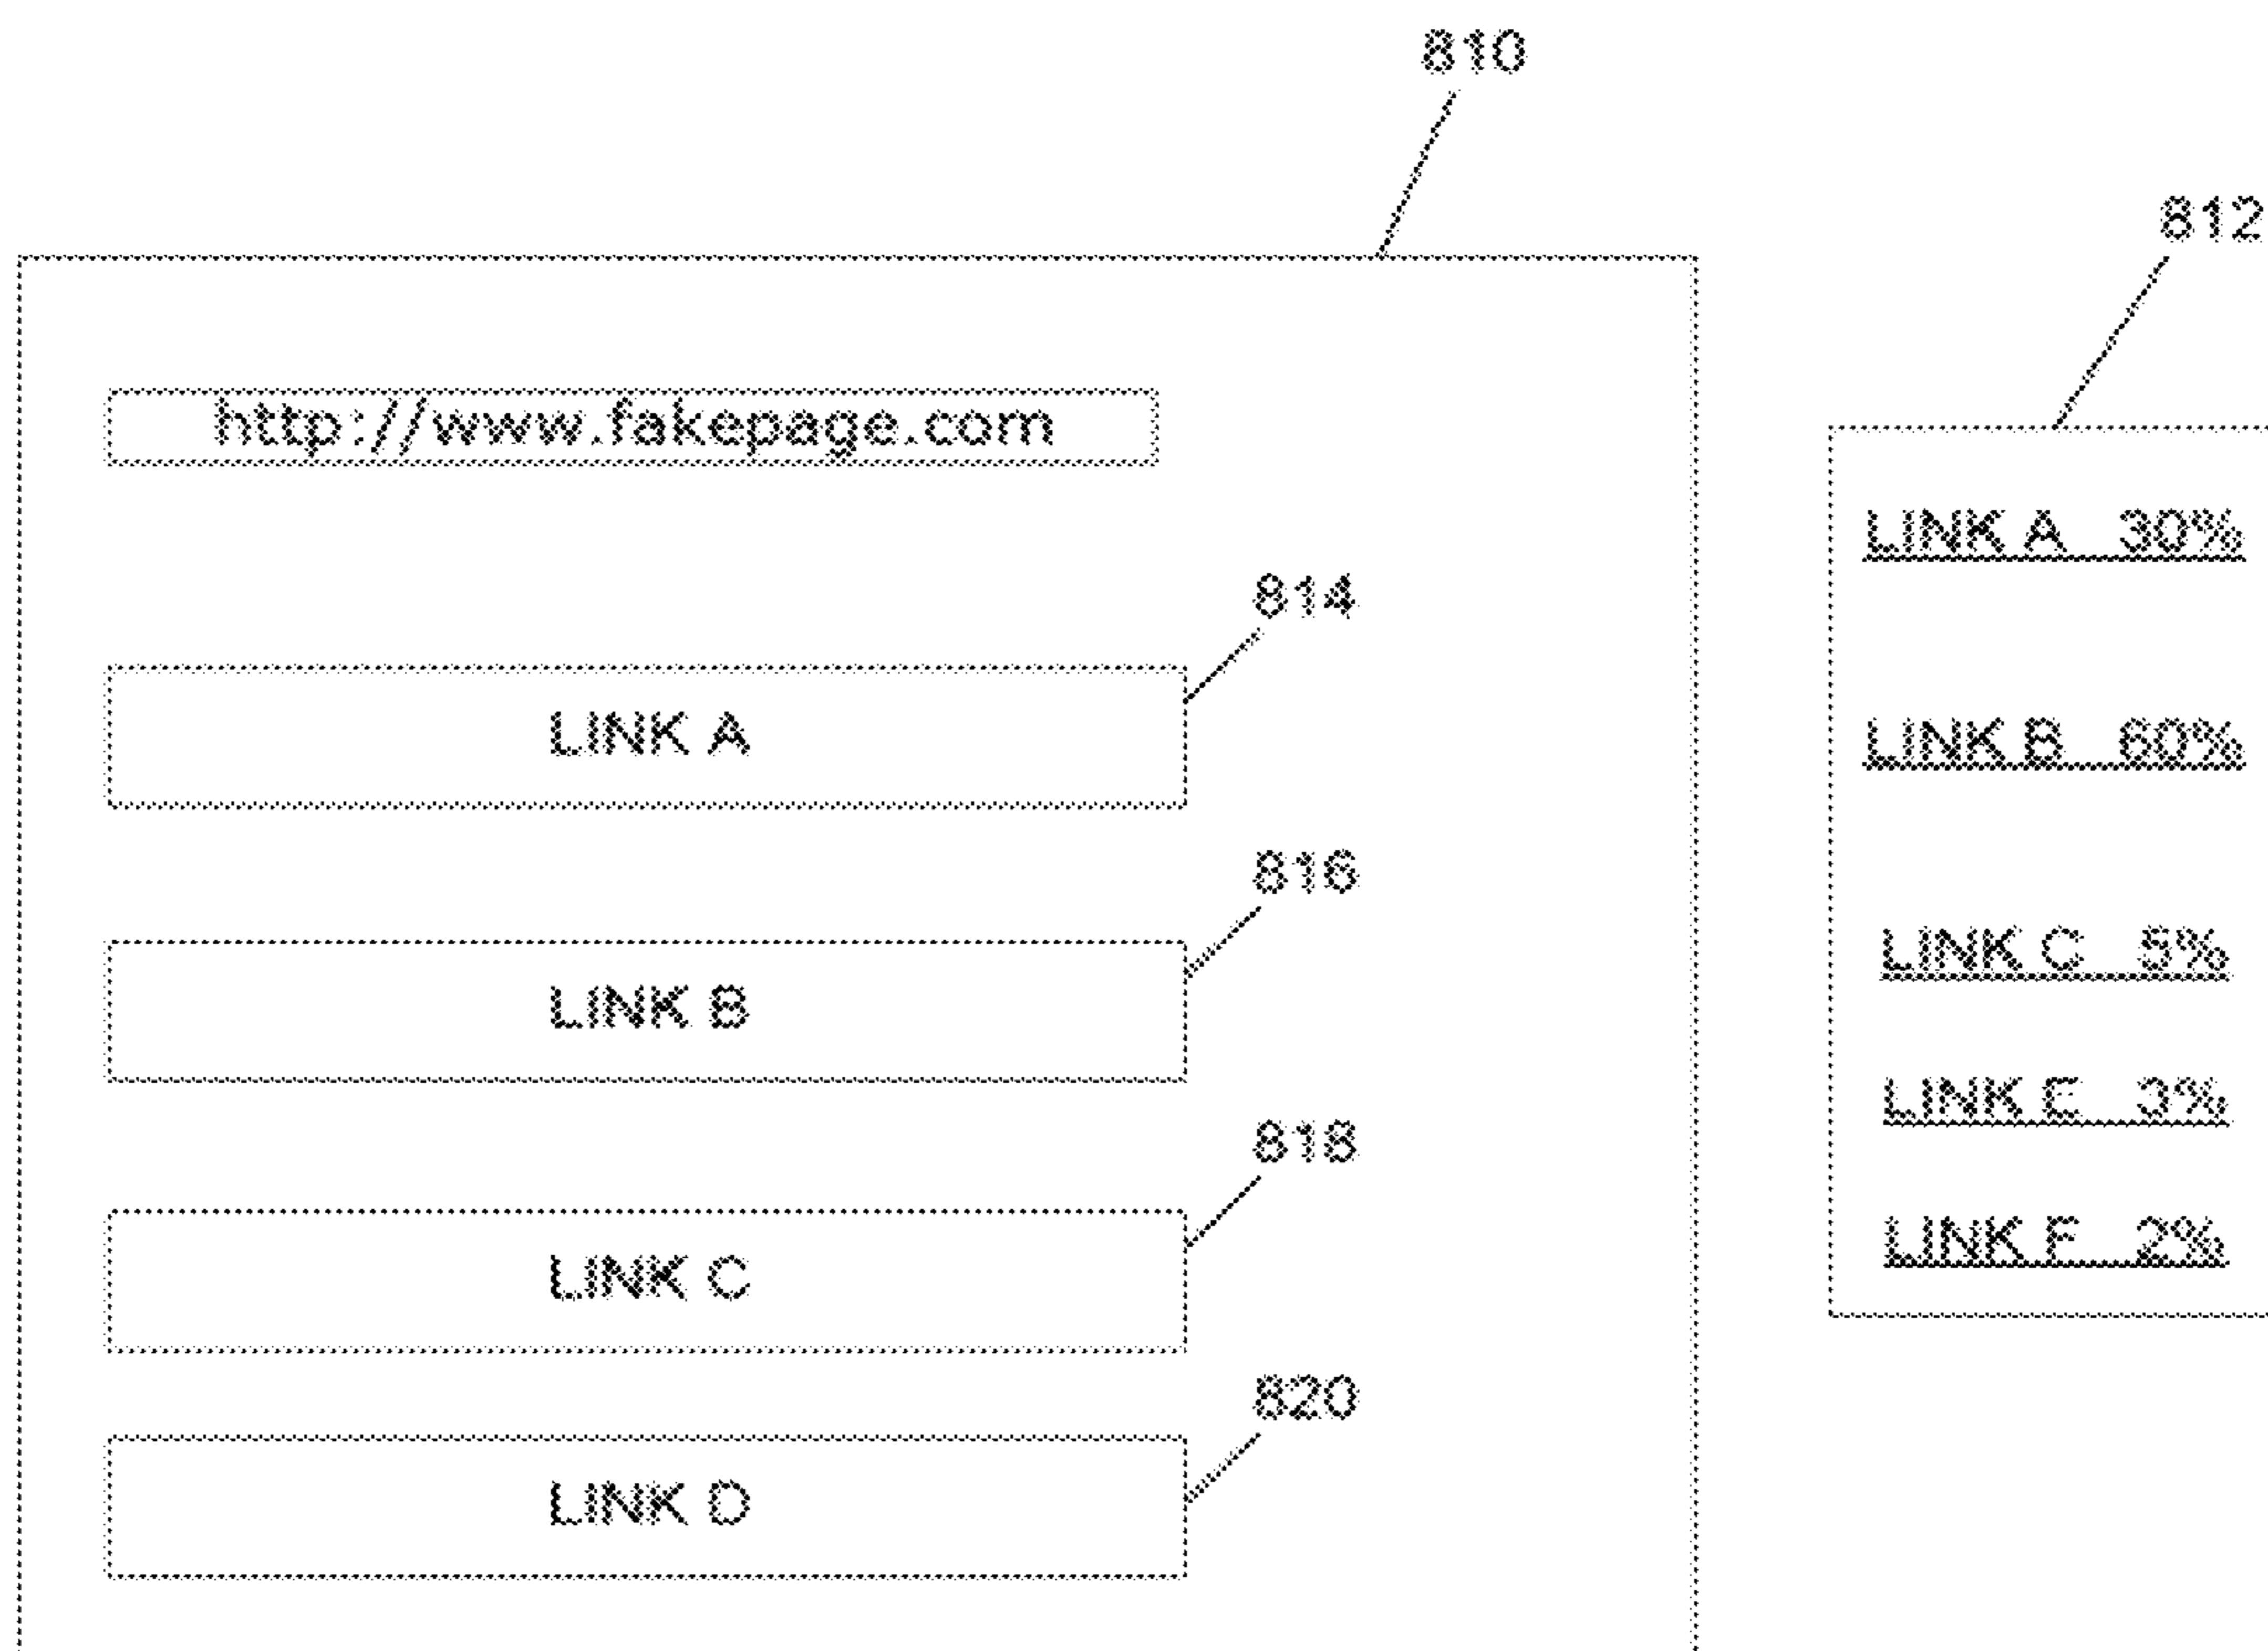 810
812
http://www.fakepage.com
814
LINK A
816
LINK B
818
LINK C
820
LINK D
LINK A 30%
LINK B 60%
LINK C 5%
LINK E 3%
LINK F 2%